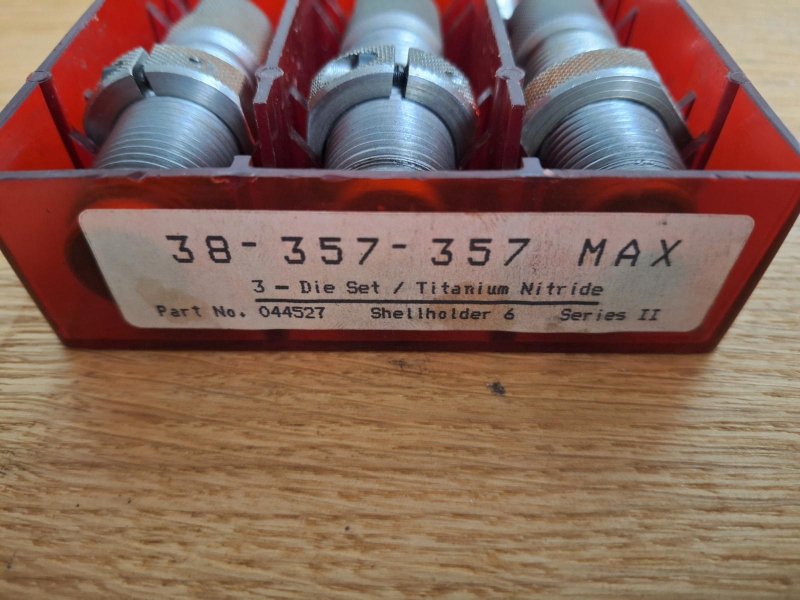 38-357-357 MAX
3 - Die Set / Titanium Nitride
Part No. 044527 Shellholder 6 Series II